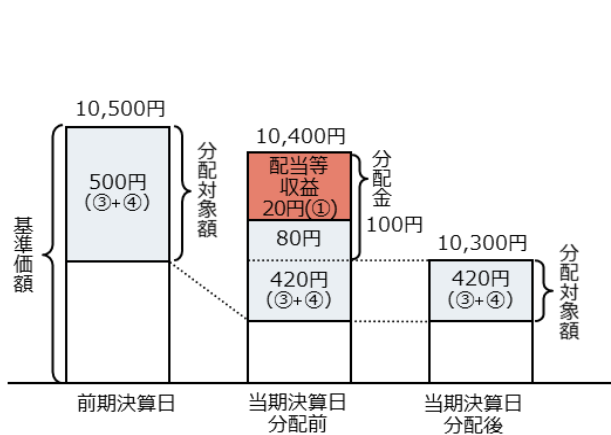 10,500円
500円
(③+④)
分配対象額
基準価額
前期決算日
10,400円
配当等
収益
20円(①)
80円
420円
(③+④)
分配金
100円
当期決算日
分配前
10,300円
420円
(③+④)
分配対象額
当期決算日
分配後